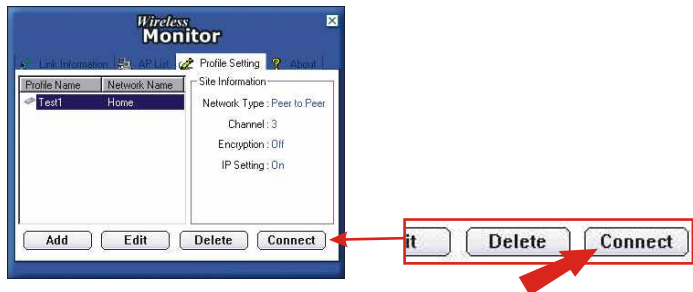 Wireless
Monitor
Link Information AP List Profile Setting About
Profile Name Network Name
Test1 Home
Site Information
Network Type : Peer to Peer
Channel : 3
Encryption : Off
IP Setting : On
Add Edit Delete Connect
it Delete Connect